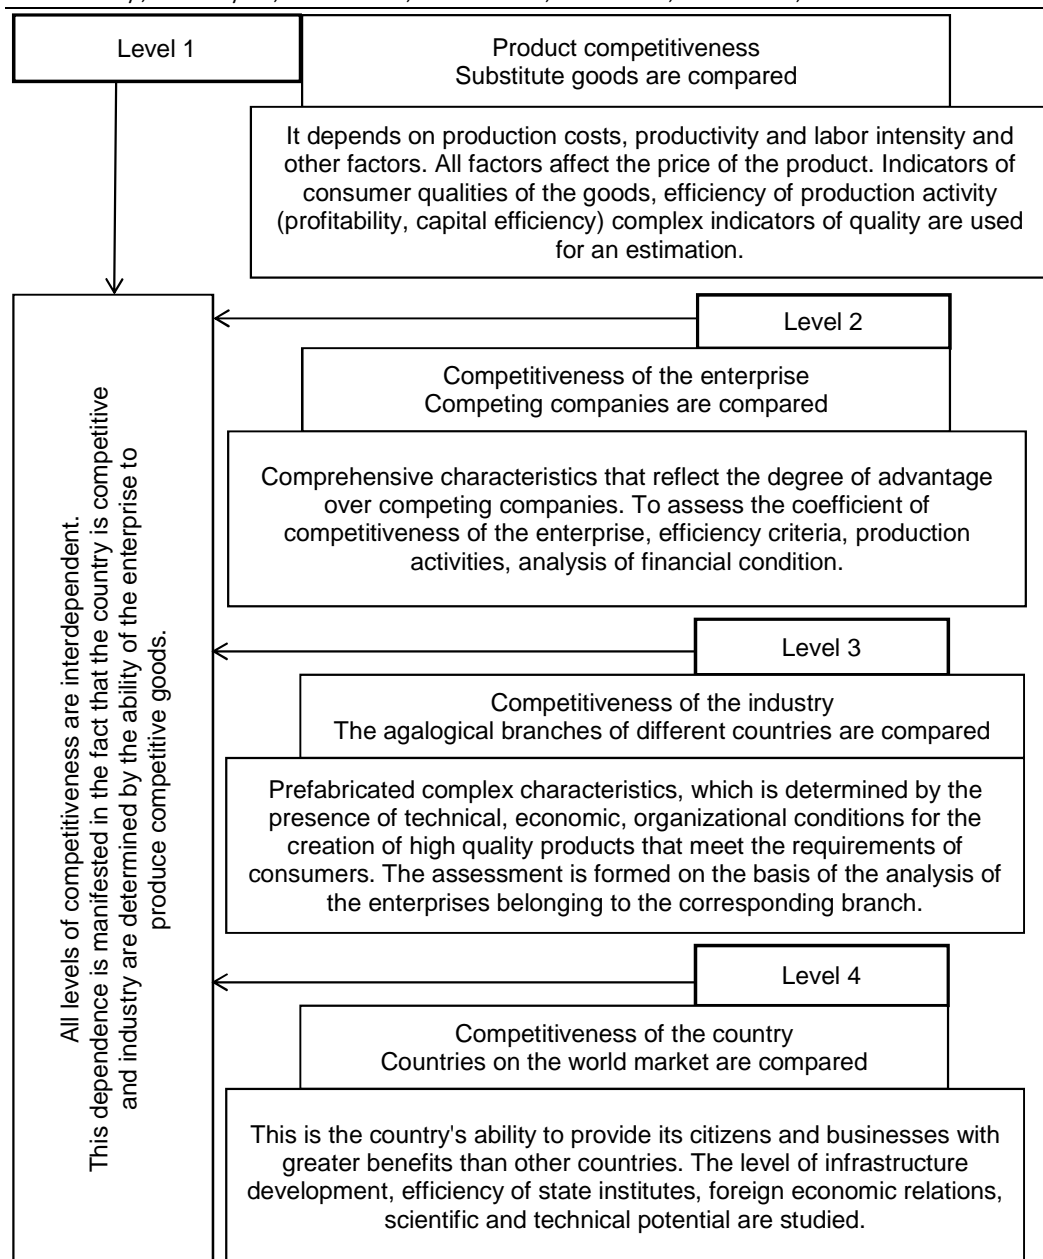 Level 1
Product competitiveness
Substitute goods are compared
It depends on production costs, productivity and labor intensity and
other factors. All factors affect the price of the product. Indicators of
consumer qualities of the goods, efficiency of production activity
(profitability, capital efficiency) complex indicators of quality are used
for an estimation.
Level 2
Competitiveness of the enterprise
Competing companies are compared
Comprehensive characteristics that reflect the degree of advantage
over competing companies. To assess the coefficient of
competitiveness of the enterprise, efficiency criteria, production
activities, analysis of financial condition.
Level 3
Competitiveness of the industry
The agalogical branches of different countries are compared
Prefabricated complex characteristics, which is determined by the
presence of technical, economic, organizational conditions for the
creation of high quality products that meet the requirements of
consumers. The assessment is formed on the basis of the analysis of
the enterprises belonging to the corresponding branch.
Level 4
Competitiveness of the country
Countries on the world market are compared
This is the country's ability to provide its citizens and businesses with
greater benefits than other countries. The level of infrastructure
development, efficiency of state institutes, foreign economic relations,
scientific and technical potential are studied.
All levels of competitiveness are interdependent.
This dependence is manifested in the fact that the country is competitive
and industry are determined by the ability of the enterprise to
produce competitive goods.